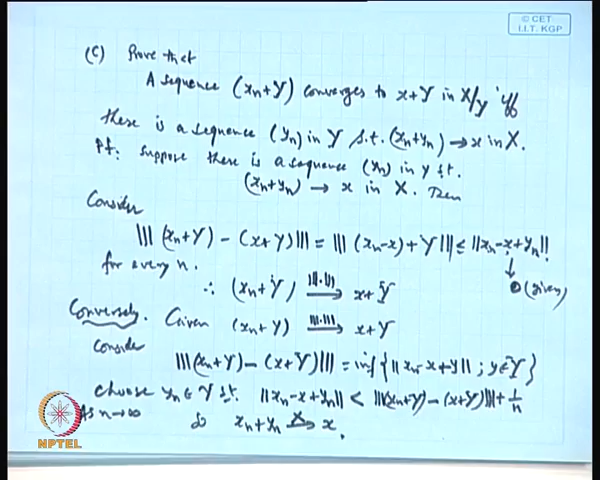 © CET
I.I.T. KGP
(C) Prove that
A sequence (xn+Y) converges to x+Y in X/Y iff
there is a sequence (yn) in Y s.t. (xn+yn) → x in X.
Pf: Suppose there is a sequence (yn) in Y s.t.
(xn+yn) → x in X. Then
Consider
|||(xn+Y) - (x+Y)||| = |||(xn-x)+Y||| ≤ ||xn-x+yn||
for every n.
↓
0 (given)
∴ (xn+Y) →|||.||| x+Y
Conversely. Given (xn+Y) →|||.||| x+Y
Consider
|||(xn+Y) - (x+Y)||| = inf{||xn-x+y|| ; y∈Y}
choose yn ∈ Y s.t. ||xn-x+yn|| < |||(xn+Y) - (x+Y)||| + 1/n
As n→∞ so xn+yn →X x.
NPTEL